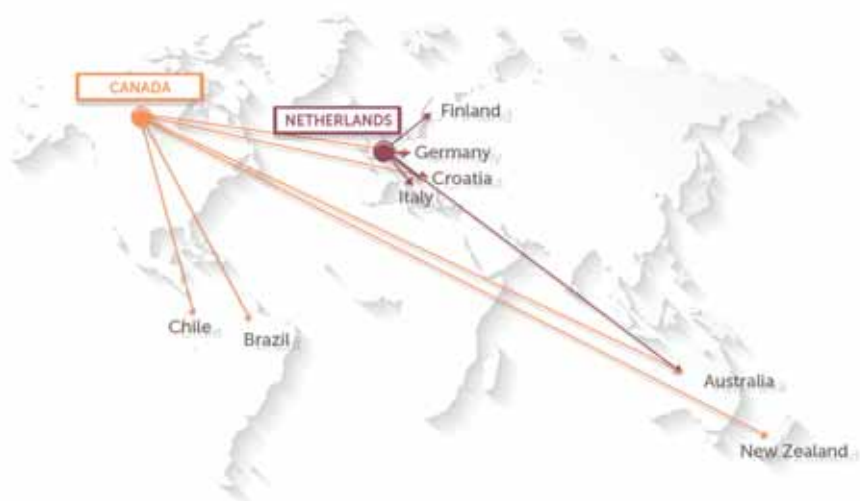 CANADA
NETHERLANDS
Finland
Germany
Croatia
Italy
Chile
Brazil
Australia
New Zealand